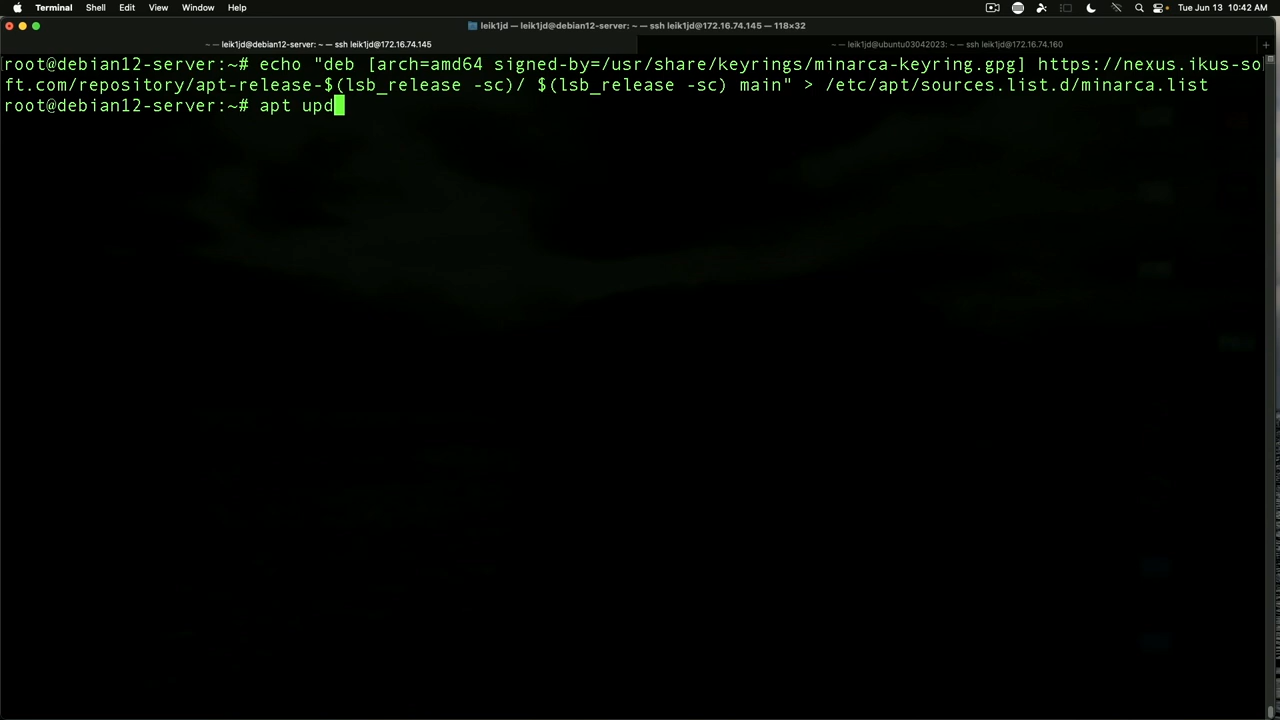 Terminal Shell Edit View Window Help Tue Jun 13 10:42 AM
leik1jd — leik1jd@debian12-server: ~ — ssh leik1jd@172.16.74.145 — 118×32
~ — leik1jd@debian12-server: ~ — ssh leik1jd@172.16.74.145 ~ — leik1jd@ubuntu03042023: ~ — ssh leik1jd@172.16.74.160 +
root@debian12-server:~# echo "deb [arch=amd64 signed-by=/usr/share/keyrings/minarca-keyring.gpg] https://nexus.ikus-so
ft.com/repository/apt-release-$(lsb_release -sc)/ $(lsb_release -sc) main" > /etc/apt/sources.list.d/minarca.list
root@debian12-server:~# apt upd